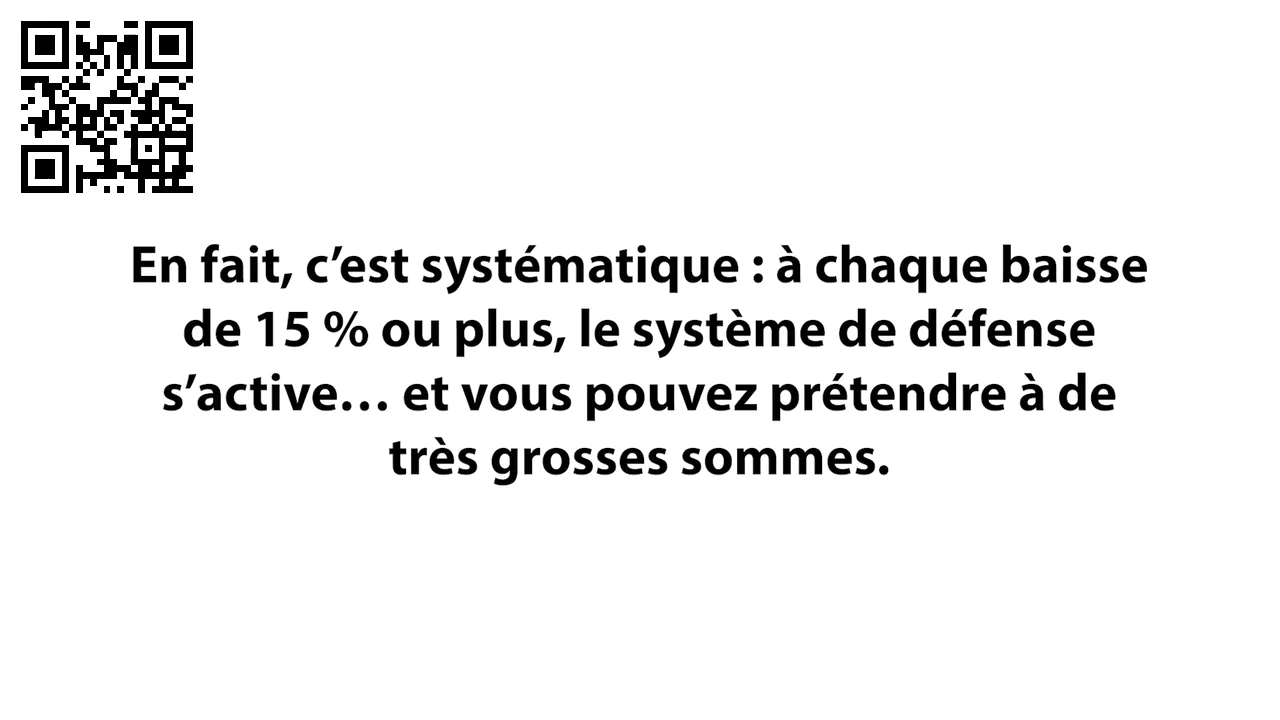 En fait, c’est systématique : à chaque baisse
de 15 % ou plus, le système de défense
s’active… et vous pouvez prétendre à de
très grosses sommes.